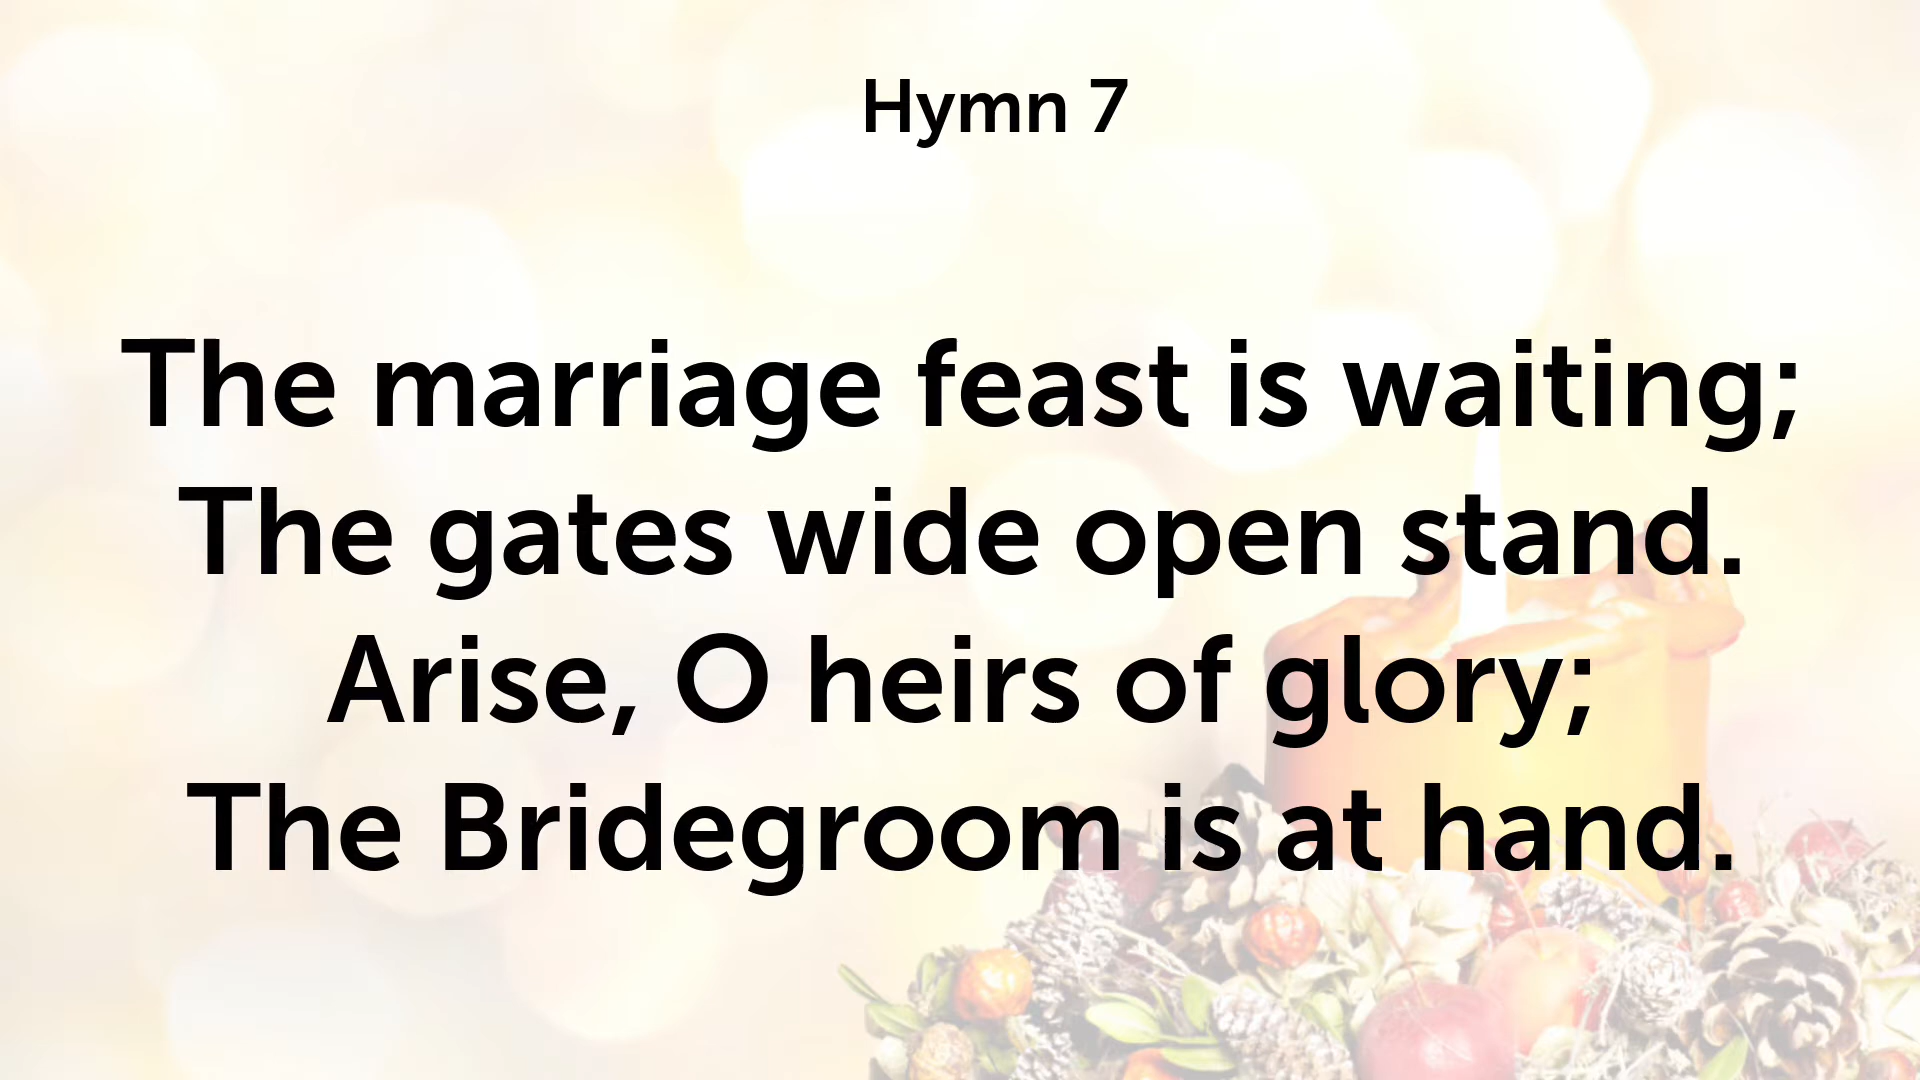 Hymn 7
The marriage feast is waiting;
The gates wide open stand.
Arise, O heirs of glory;
The Bridegroom is at hand.